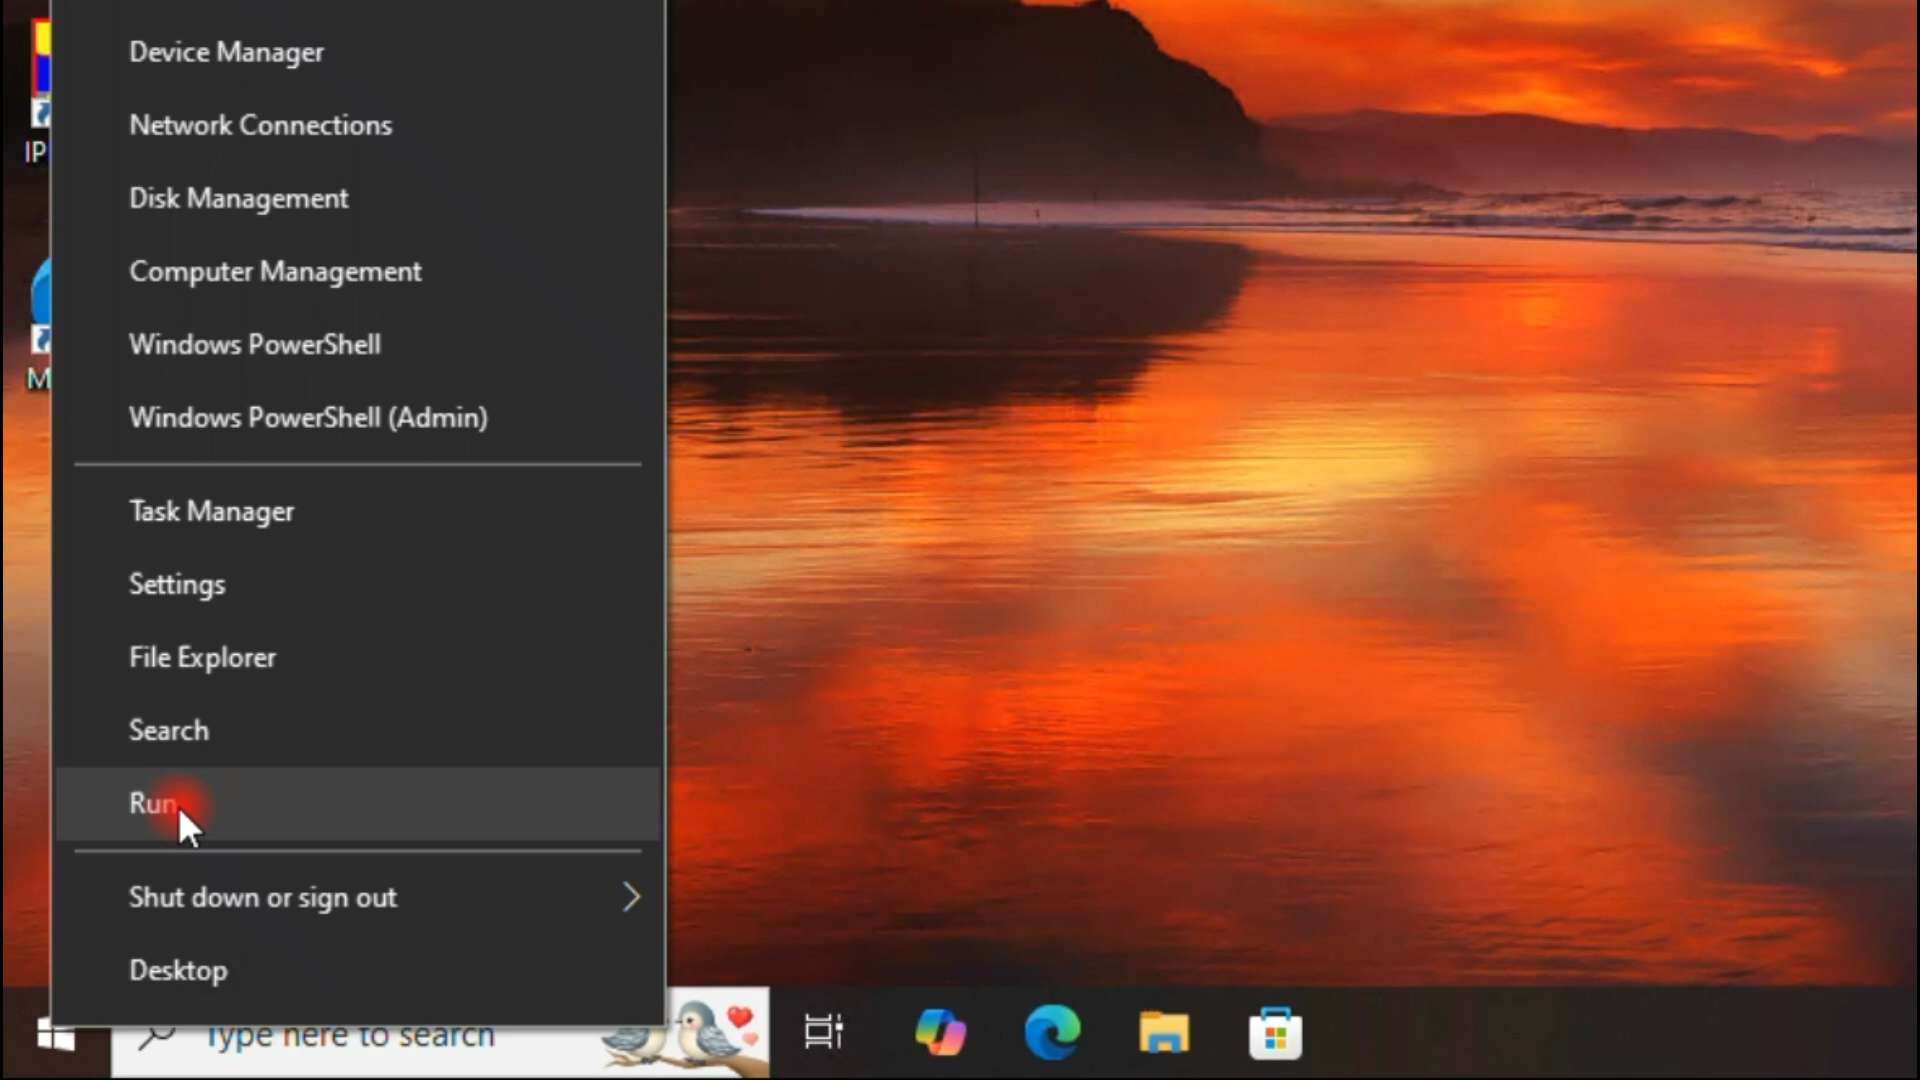 Device Manager
Network Connections
Disk Management
Computer Management
Windows PowerShell
Windows PowerShell (Admin)
Task Manager
Settings
File Explorer
Search
Run
Shut down or sign out
Desktop
Type here to search
IP
M